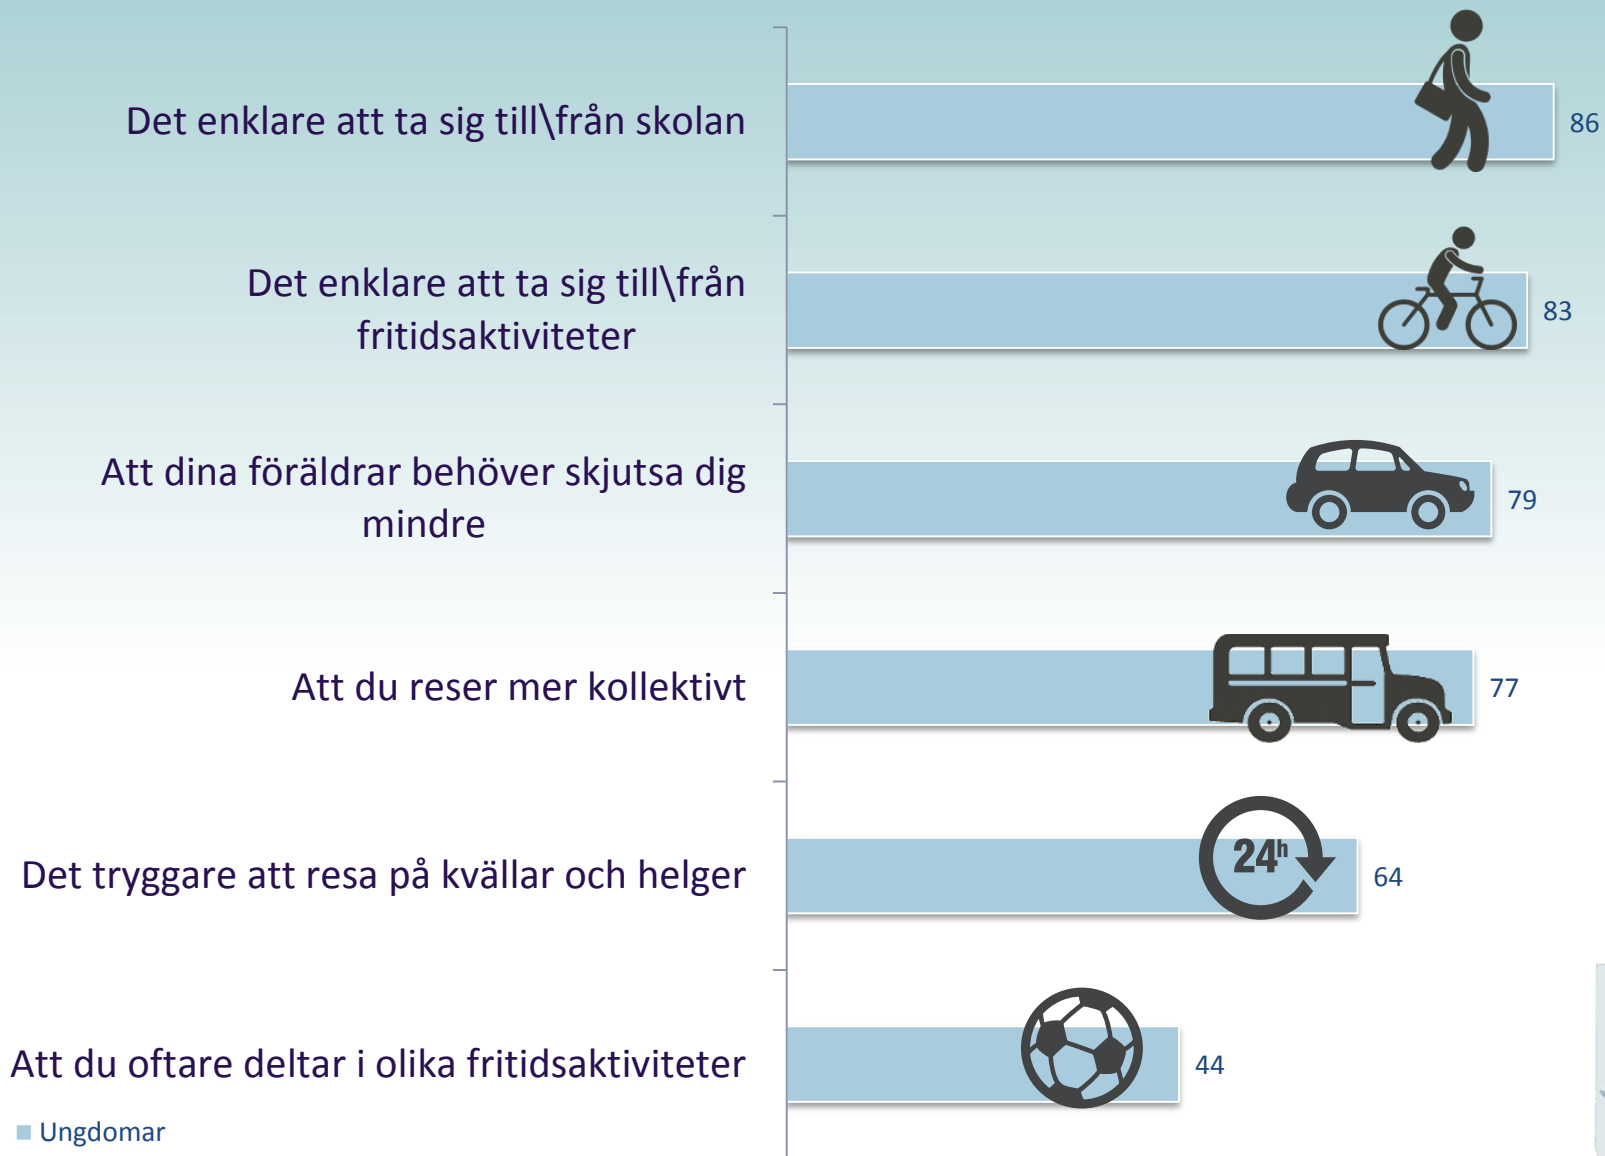 Det enklare att ta sig till\från skolan
86
Det enklare att ta sig till\från
fritidsaktiviteter
83
Att dina föräldrar behöver skjutsa dig
mindre
79
Att du reser mer kollektivt
77
Det tryggare att resa på kvällar och helger
24h
64
Att du oftare deltar i olika fritidsaktiviteter
44
Ungdomar